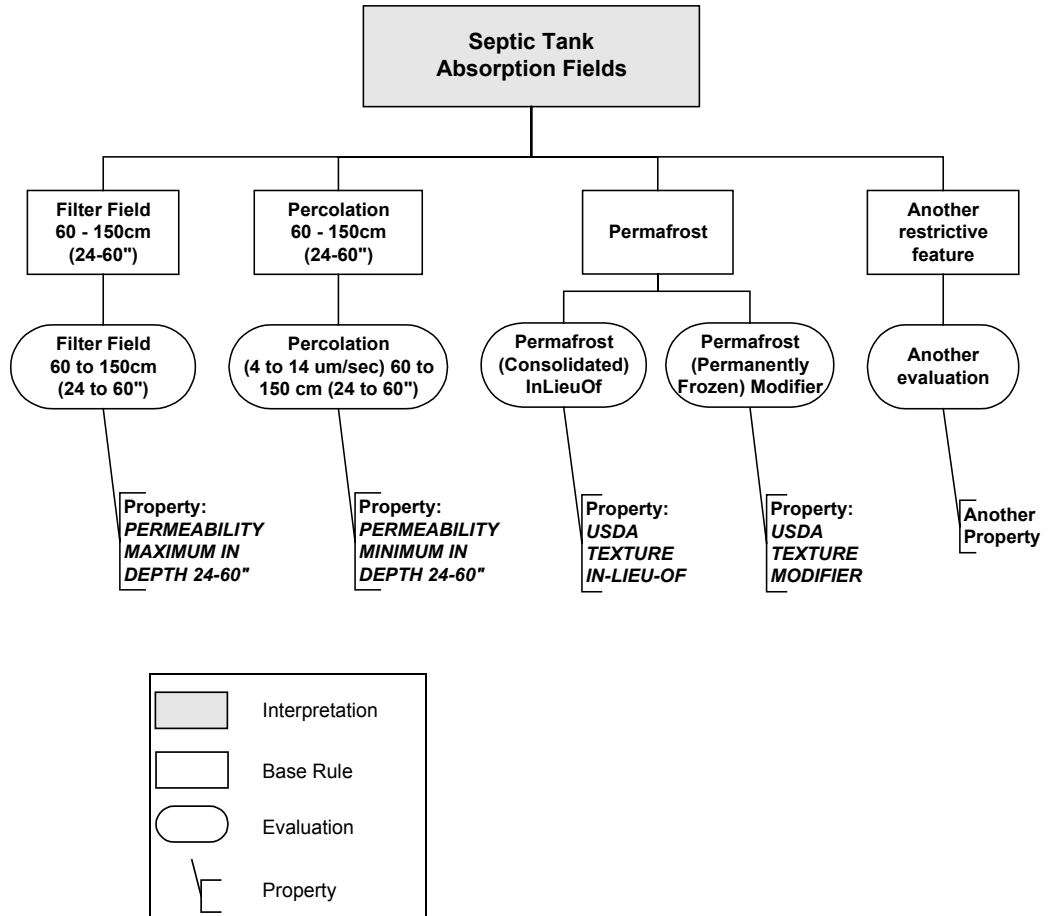 Septic Tank
Absorption Fields
Filter Field
60 - 150cm
(24-60")
Percolation
60 - 150cm
(24-60")
Permafrost
Another
restrictive
feature
Filter Field
60 to 150cm
(24 to 60")
Percolation
(4 to 14 um/sec) 60 to
150 cm (24 to 60")
Permafrost
(Consolidated)
InLieuOf
Permafrost
(Permanently
Frozen) Modifier
Another
evaluation
Property:
PERMEABILITY
MAXIMUM IN
DEPTH 24-60"
Property:
PERMEABILITY
MINIMUM IN
DEPTH 24-60"
Property:
USDA
TEXTURE
IN-LIEU-OF
Property:
USDA
TEXTURE
MODIFIER
Another
Property
Interpretation
Base Rule
Evaluation
Property